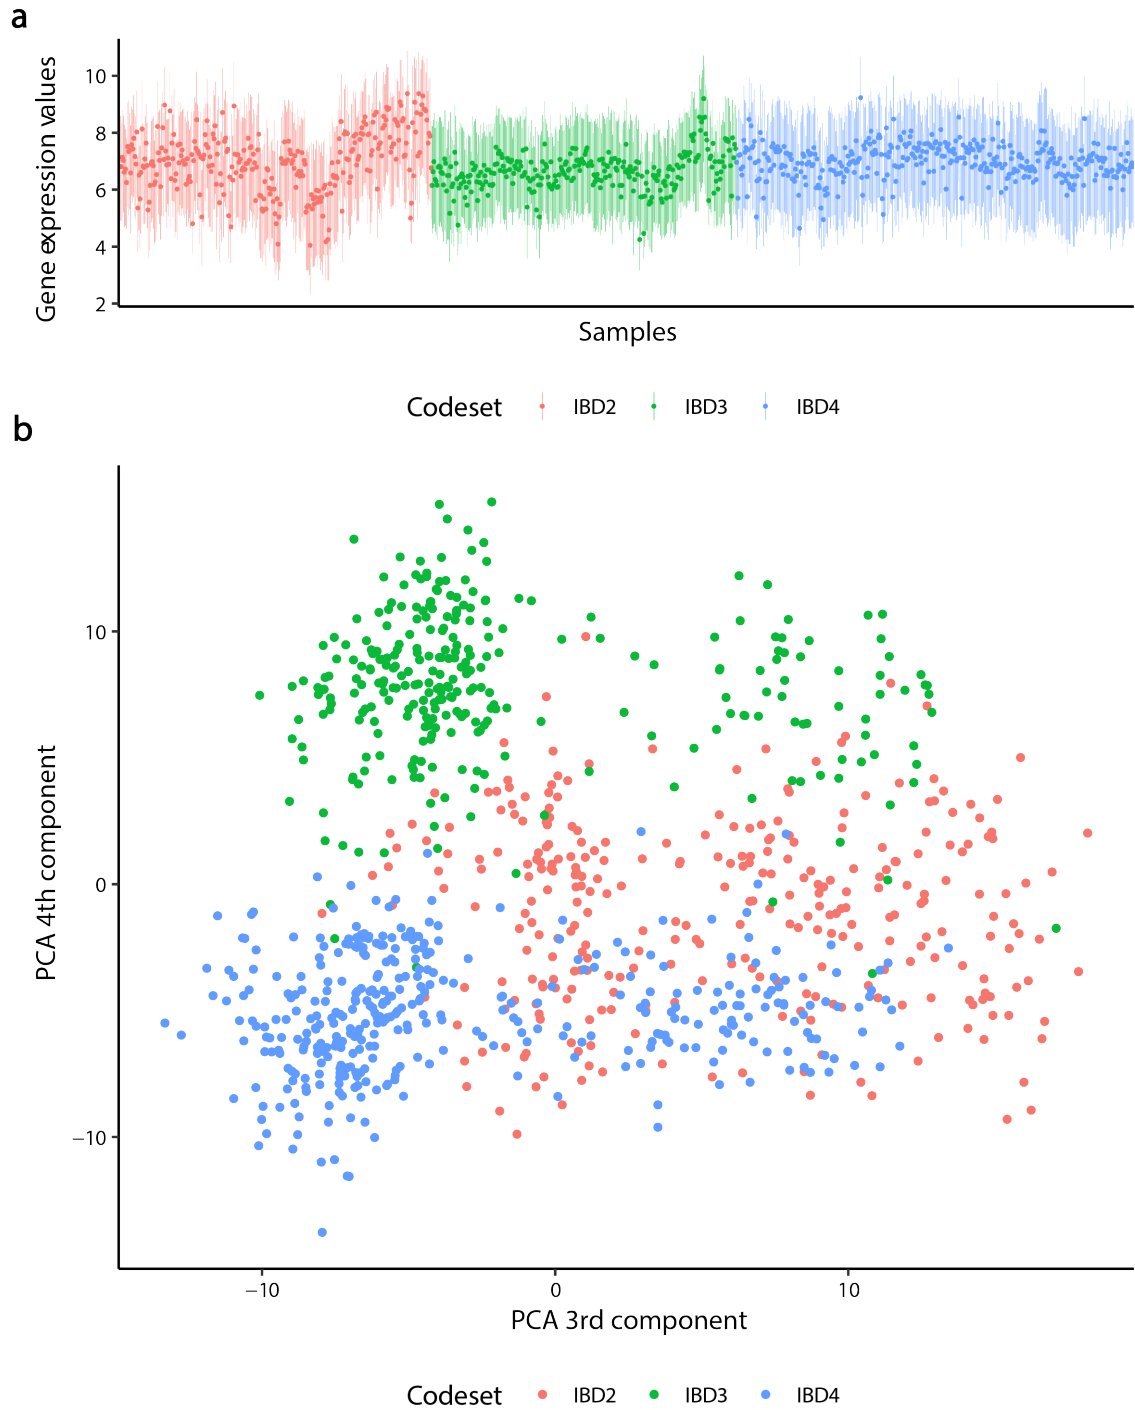 a
Gene expression values
10
8
6
4
2
Samples
Codeset IBD2 IBD3 IBD4
b
PCA 4th component
10
0
−10
−10 0 10
PCA 3rd component
Codeset IBD2 IBD3 IBD4